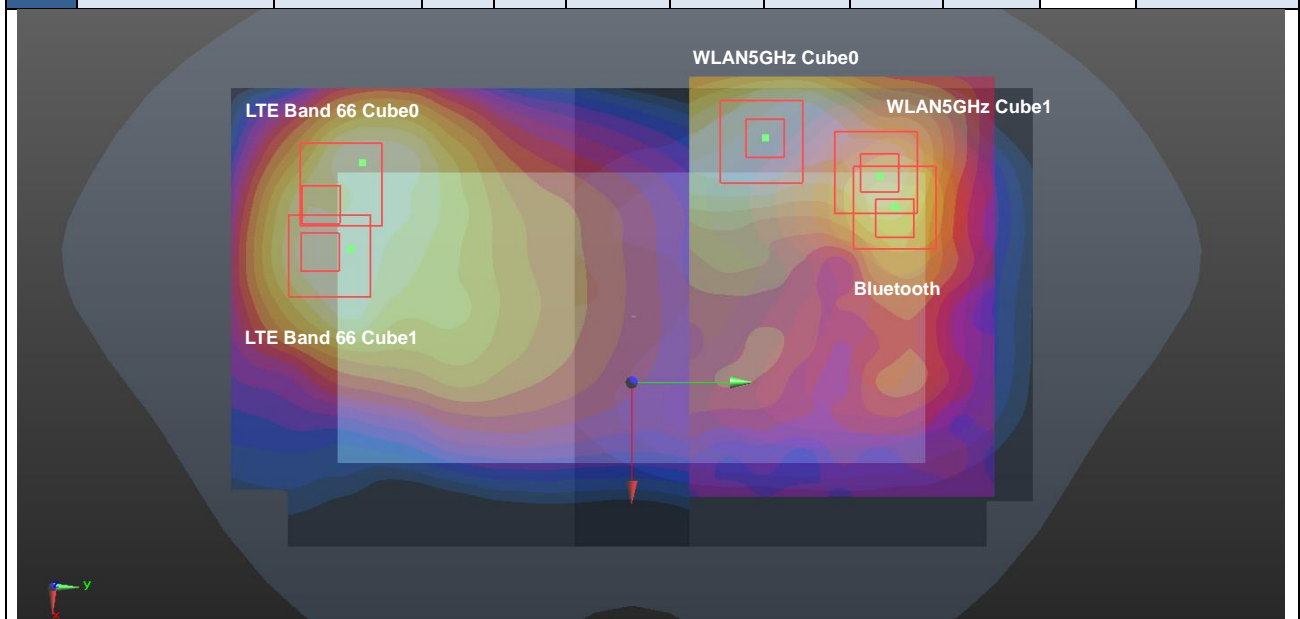 WLAN5GHz Cube0
LTE Band 66 Cube0
WLAN5GHz Cube1
Bluetooth
LTE Band 66 Cube1
y
x